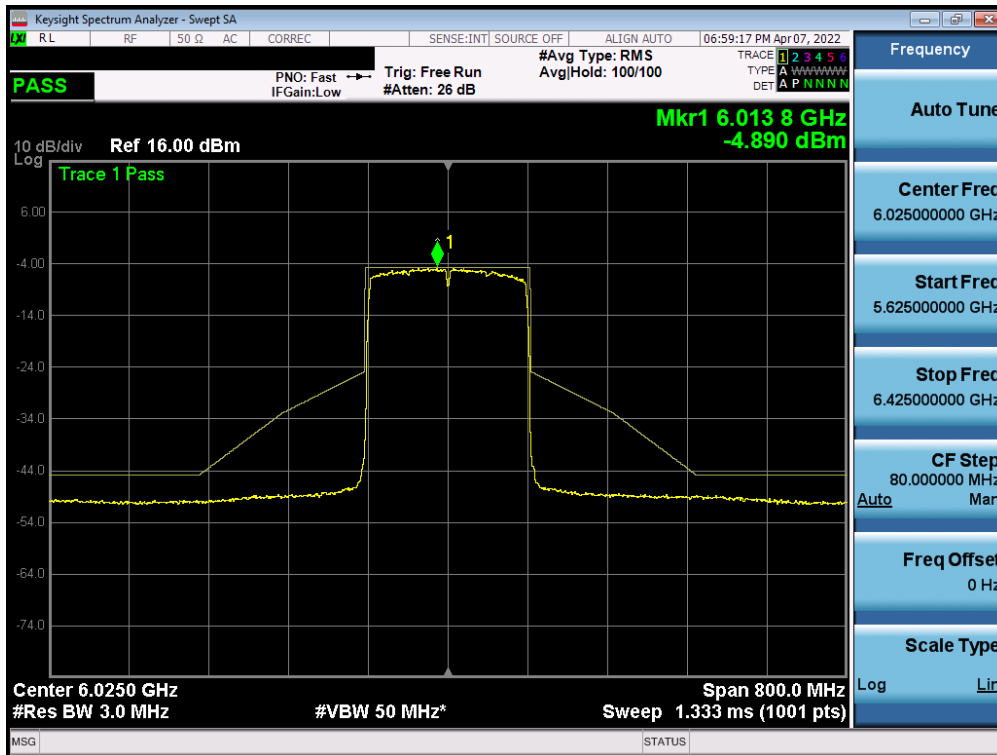 Keysight Spectrum Analyzer - Swept SA
LXI RL RF 50 Ω AC CORREC SENSE:INT SOURCE OFF ALIGN AUTO 06:59:17 PM Apr 07, 2022
PASS
PNO: Fast
IFGain:Low
Trig: Free Run
#Atten: 26 dB
#Avg Type: RMS
Avg|Hold: 100/100
TRACE 1 2 3 4 5 6
TYPE A WWWWW
DET A P N N N N
Mkr1 6.013 8 GHz
-4.890 dBm
10 dB/div Ref 16.00 dBm
Log
Trace 1 Pass
1
6.00
-4.00
-14.0
-24.0
-34.0
-44.0
-54.0
-64.0
-74.0
Center 6.0250 GHz Span 800.0 MHz
#Res BW 3.0 MHz #VBW 50 MHz* Sweep 1.333 ms (1001 pts)
MSG STATUS
Frequency
Auto Tune
Center Freq
6.025000000 GHz
Start Freq
5.625000000 GHz
Stop Freq
6.425000000 GHz
CF Step
80.000000 MHz
Auto Man
Freq Offset
0 Hz
Scale Type
Log Lin